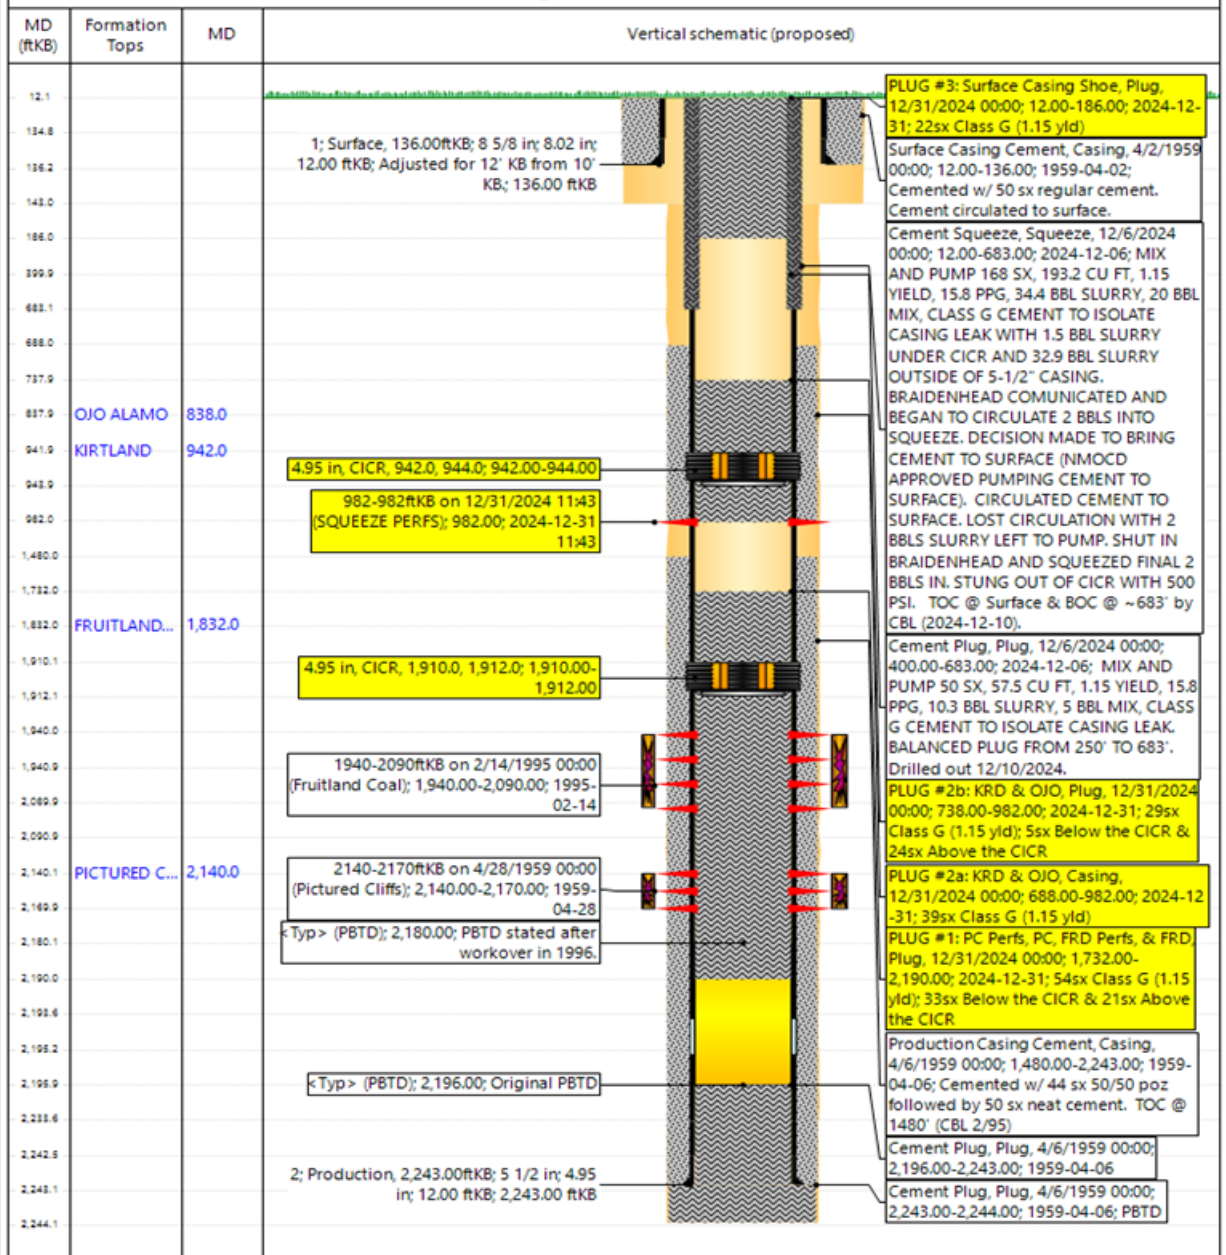 MD
(ftKB)
Formation
Tops
MD
Vertical schematic (proposed)
12.1
134.8
136.2
186.0
399.9
683.1
688.0
737.9
837.9
941.9
982.0
1,480.0
1,732.0
1,832.0
1,910.1
1,912.1
1,940.0
1,940.9
2,089.9
2,090.9
2,140.1
2,169.9
2,180.1
2,190.0
2,195.2
2,195.9
2,242.5
2,243.1
2,244.1
OJO ALAMO
838.0
KIRTLAND
942.0
FRUITLAND...
1,832.0
PICTURED C...
2,140.0
1; Surface, 136.00ftKB; 8 5/8 in; 8.02 in;
12.00 ftKB; Adjusted for 12' KB from 10'
KB.; 136.00 ftKB
4.95 in, CICR, 942.0, 944.0; 942.00-944.00
982-982ftKB on 12/31/2024 11:43
(SQUEEZE PERFS); 982.00; 2024-12-31
11:43
4.95 in, CICR, 1,910.0, 1,912.0; 1,910.00-
1,912.00
1940-2090ftKB on 2/14/1995 00:00
(Fruitland Coal); 1,940.00-2,090.00; 1995-
02-14
2140-2170ftKB on 4/28/1959 00:00
(Pictured Cliffs); 2,140.00-2,170.00; 1959-
04-28
<Typ> (PBTD); 2,180.00; PBTD stated after
workover in 1996.
<Typ> (PBTD); 2,196.00; Original PBTD
2; Production, 2,243.00ftKB; 5 1/2 in; 4.95
in; 12.00 ftKB; 2,243.00 ftKB
PLUG #3: Surface Casing Shoe, Plug,
12/31/2024 00:00; 12.00-186.00; 2024-12-
31; 22sx Class G (1.15 yld)
Surface Casing Cement, Casing, 4/2/1959
00:00; 12.00-136.00; 1959-04-02;
Cemented w/ 50 sx regular cement.
Cement circulated to surface.
Cement Squeeze, Squeeze, 12/6/2024
00:00; 12.00-683.00; 2024-12-06; MIX
AND PUMP 168 SX, 193.2 CU FT, 1.15
YIELD, 15.8 PPG, 34.4 BBL SLURRY, 20 BBL
MIX, CLASS G CEMENT TO ISOLATE
CASING LEAK WITH 1.5 BBL SLURRY
UNDER CICR AND 32.9 BBL SLURRY
OUTSIDE OF 5-1/2" CASING.
BRAIDENHEAD COMUNICATED AND
BEGAN TO CIRCULATE 2 BBLS INTO
SQUEEZE. DECISION MADE TO BRING
CEMENT TO SURFACE (NMOCD
APPROVED PUMPING CEMENT TO
SURFACE). CIRCULATED CEMENT TO
SURFACE. LOST CIRCULATION WITH 2
BBLS SLURRY LEFT TO PUMP. SHUT IN
BRAIDENHEAD AND SQUEEZED FINAL 2
BBLS IN. STUNG OUT OF CICR WITH 500
PSI. TOC @ Surface & BOC @ ~683' by
CBL (2024-12-10).
Cement Plug, Plug, 12/6/2024 00:00;
400.00-683.00; 2024-12-06; MIX AND
PUMP 50 SX, 57.5 CU FT, 1.15 YIELD, 15.8
PPG, 10.3 BBL SLURRY, 5 BBL MIX, CLASS
G CEMENT TO ISOLATE CASING LEAK.
BALANCED PLUG FROM 250' TO 683'.
Drilled out 12/10/2024.
PLUG #2b: KRD & OJO, Plug, 12/31/2024
00:00; 738.00-982.00; 2024-12-31; 29sx
Class G (1.15 yld); 5sx Below the CICR &
24sx Above the CICR
PLUG #2a: KRD & OJO, Casing,
12/31/2024 00:00; 688.00-982.00; 2024-12
-31; 39sx Class G (1.15 yld)
PLUG #1: PC Perfs, PC, FRD Perfs, & FRD,
Plug, 12/31/2024 00:00; 1,732.00-
2,190.00; 2024-12-31; 54sx Class G (1.15
yld); 33sx Below the CICR & 21sx Above
the CICR
Production Casing Cement, Casing,
4/6/1959 00:00; 1,480.00-2,243.00; 1959-
04-06; Cemented w/ 44 sx 50/50 poz
followed by 50 sx neat cement. TOC @
1480' (CBL 2/95)
Cement Plug, Plug, 4/6/1959 00:00;
2,196.00-2,243.00; 1959-04-06
Cement Plug, Plug, 4/6/1959 00:00;
2,243.00-2,244.00; 1959-04-06; PBTD